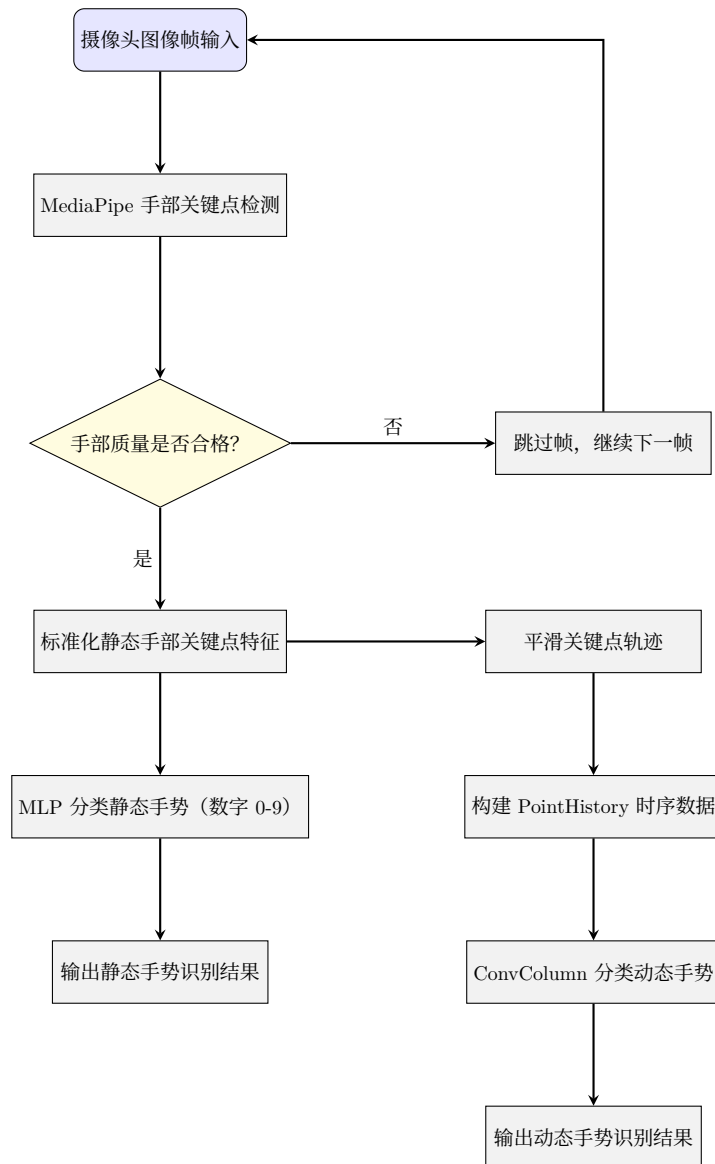 摄像头图像帧输入
MediaPipe 手部关键点检测
手部质量是否合格?
否
跳过帧，继续下一帧
是
标准化静态手部关键点特征
平滑关键点轨迹
MLP 分类静态手势（数字 0-9）
构建 PointHistory 时序数据
输出静态手势识别结果
ConvColumn 分类动态手势
输出动态手势识别结果